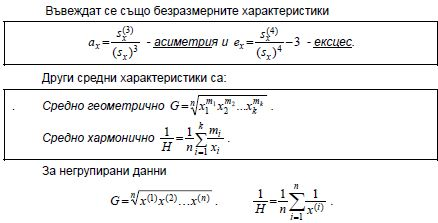 Въвеждат се също безразмерните характеристики
$a_x = \frac{s_x^{(3)}}{(s_x)^3}$ - асиметрия и $e_x = \frac{s_x^{(4)}}{(s_x)^4} - 3$ - ексцес.
Други средни характеристики са:
. Средно геометрично $G = \sqrt[n]{x_1^{m_1} x_2^{m_2} \ldots x_k^{m_k}}$ .
Средно хармонично $\frac{1}{H} = \frac{1}{n} \sum_{i=1}^{k} \frac{m_i}{x_i}$ .
За негрупирани данни
$G = \sqrt[n]{x^{(1)} x^{(2)} \ldots x^{(n)}}$ . $\frac{1}{H} = \frac{1}{n} \sum_{i=1}^{n} \frac{1}{x^{(i)}}$ .